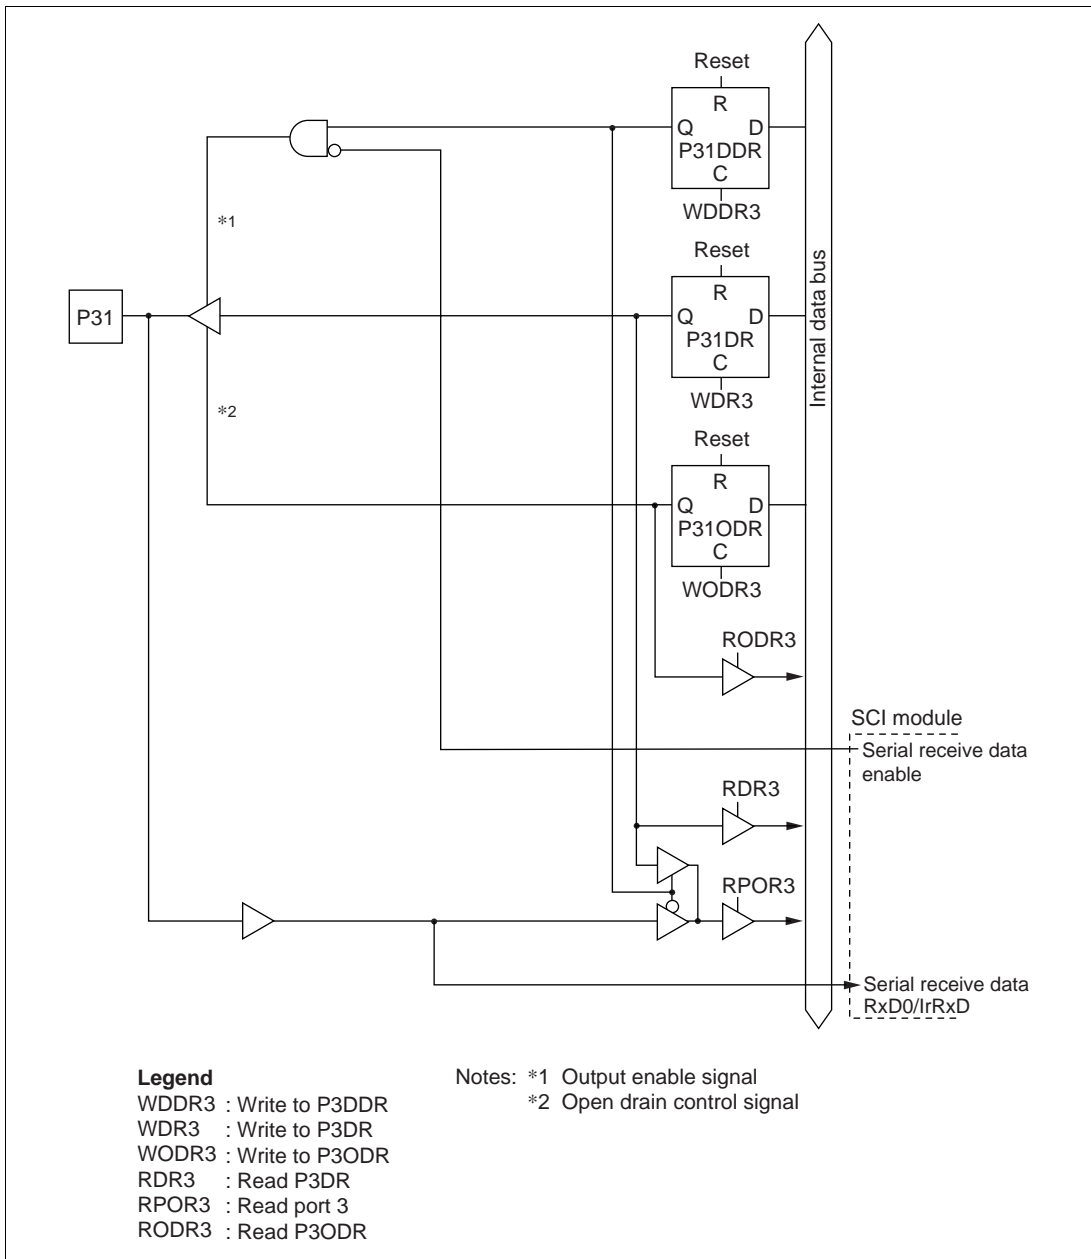 Reset
R
Q D
P31DDR
C
WDDR3
*1
Reset
R
P31
Q D
P31DR
C
WDR3
Internal data bus
*2
Reset
R
Q D
P31ODR
C
WODR3
RODR3
SCI module
Serial receive data
enable
RDR3
RPOR3
Serial receive data
RxD0/IrRxD
Legend
WDDR3 : Write to P3DDR
WDR3 : Write to P3DR
WODR3 : Write to P3ODR
RDR3 : Read P3DR
RPOR3 : Read port 3
RODR3 : Read P3ODR
Notes: *1 Output enable signal
*2 Open drain control signal